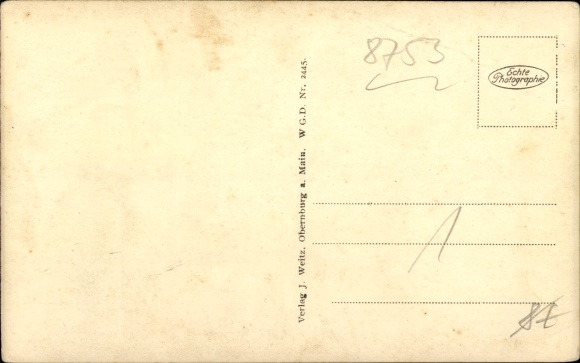 8753
Echte
Photographie
Verlag J. Weitz, Obernburg a. Main. W G.D. Nr. 2445.
1